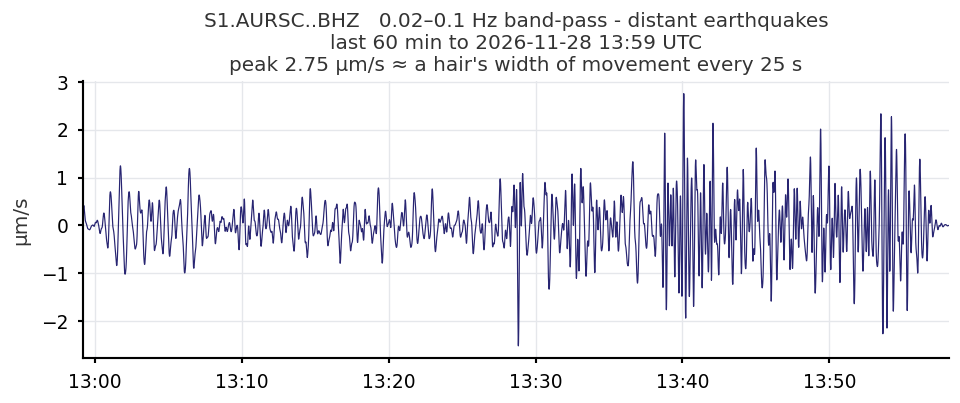 S1.AURSC..BHZ   0.02–0.1 Hz band-pass - distant earthquakes
last 60 min to 2026-11-28 13:59 UTC
peak 2.75 µm/s ≈ a hair's width of movement every 25 s
µm/s
3
2
1
0
−1
−2
13:00 13:10 13:20 13:30 13:40 13:50